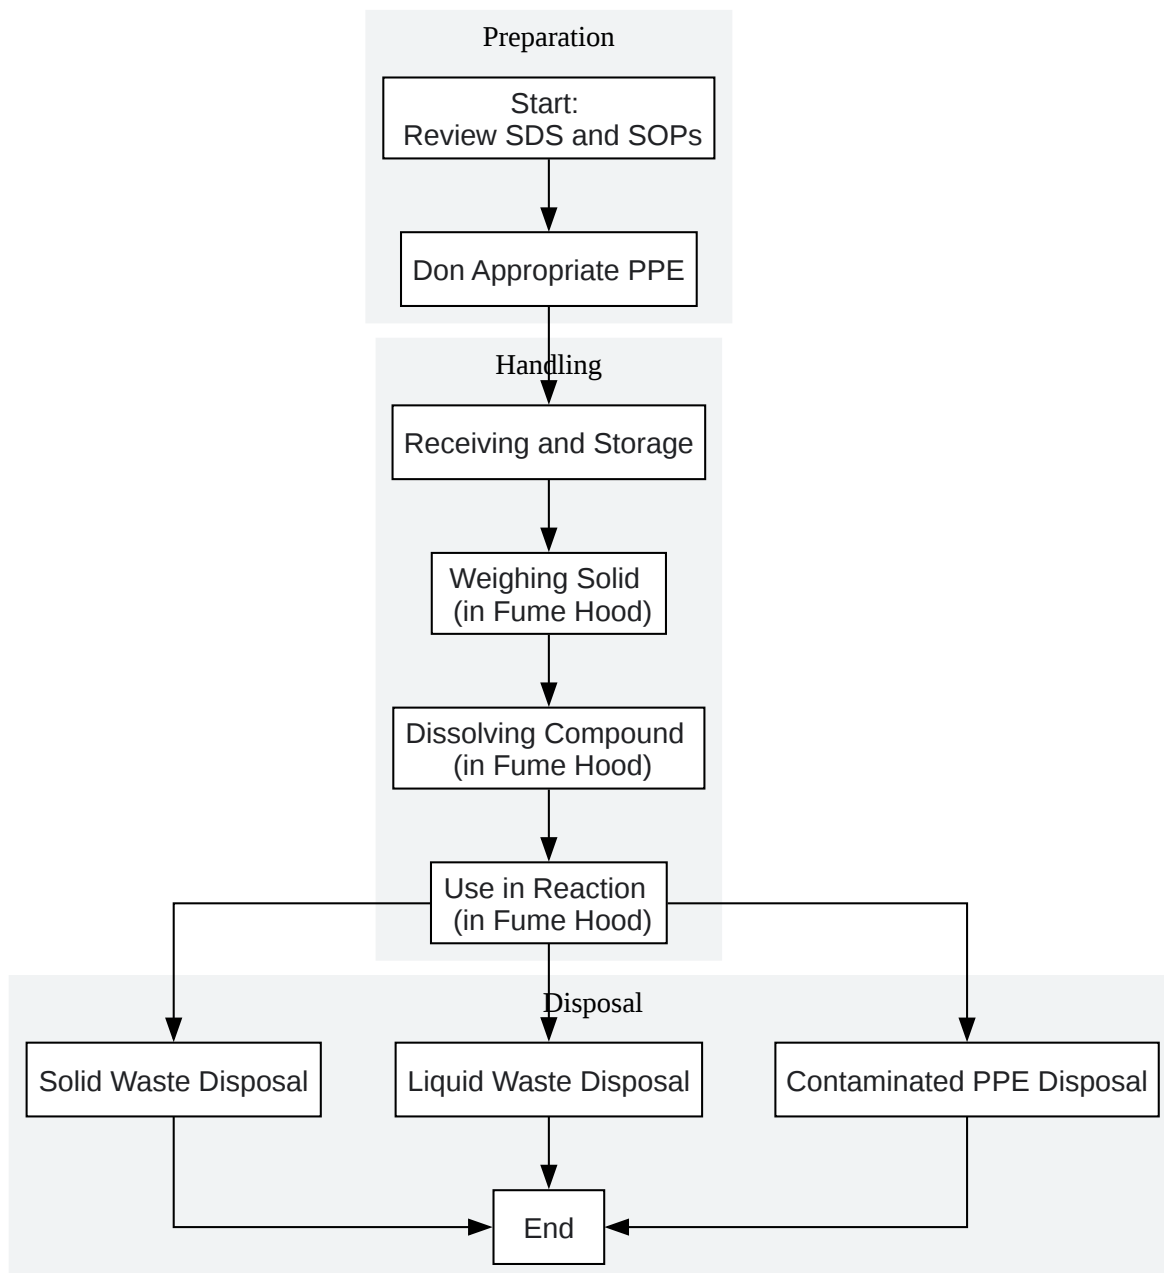 Preparation
Start:
Review SDS and SOPs
Don Appropriate PPE
Handling
Receiving and Storage
Weighing Solid
(in Fume Hood)
Dissolving Compound
(in Fume Hood)
Use in Reaction
(in Fume Hood)
Disposal
Solid Waste Disposal
Liquid Waste Disposal
Contaminated PPE Disposal
End